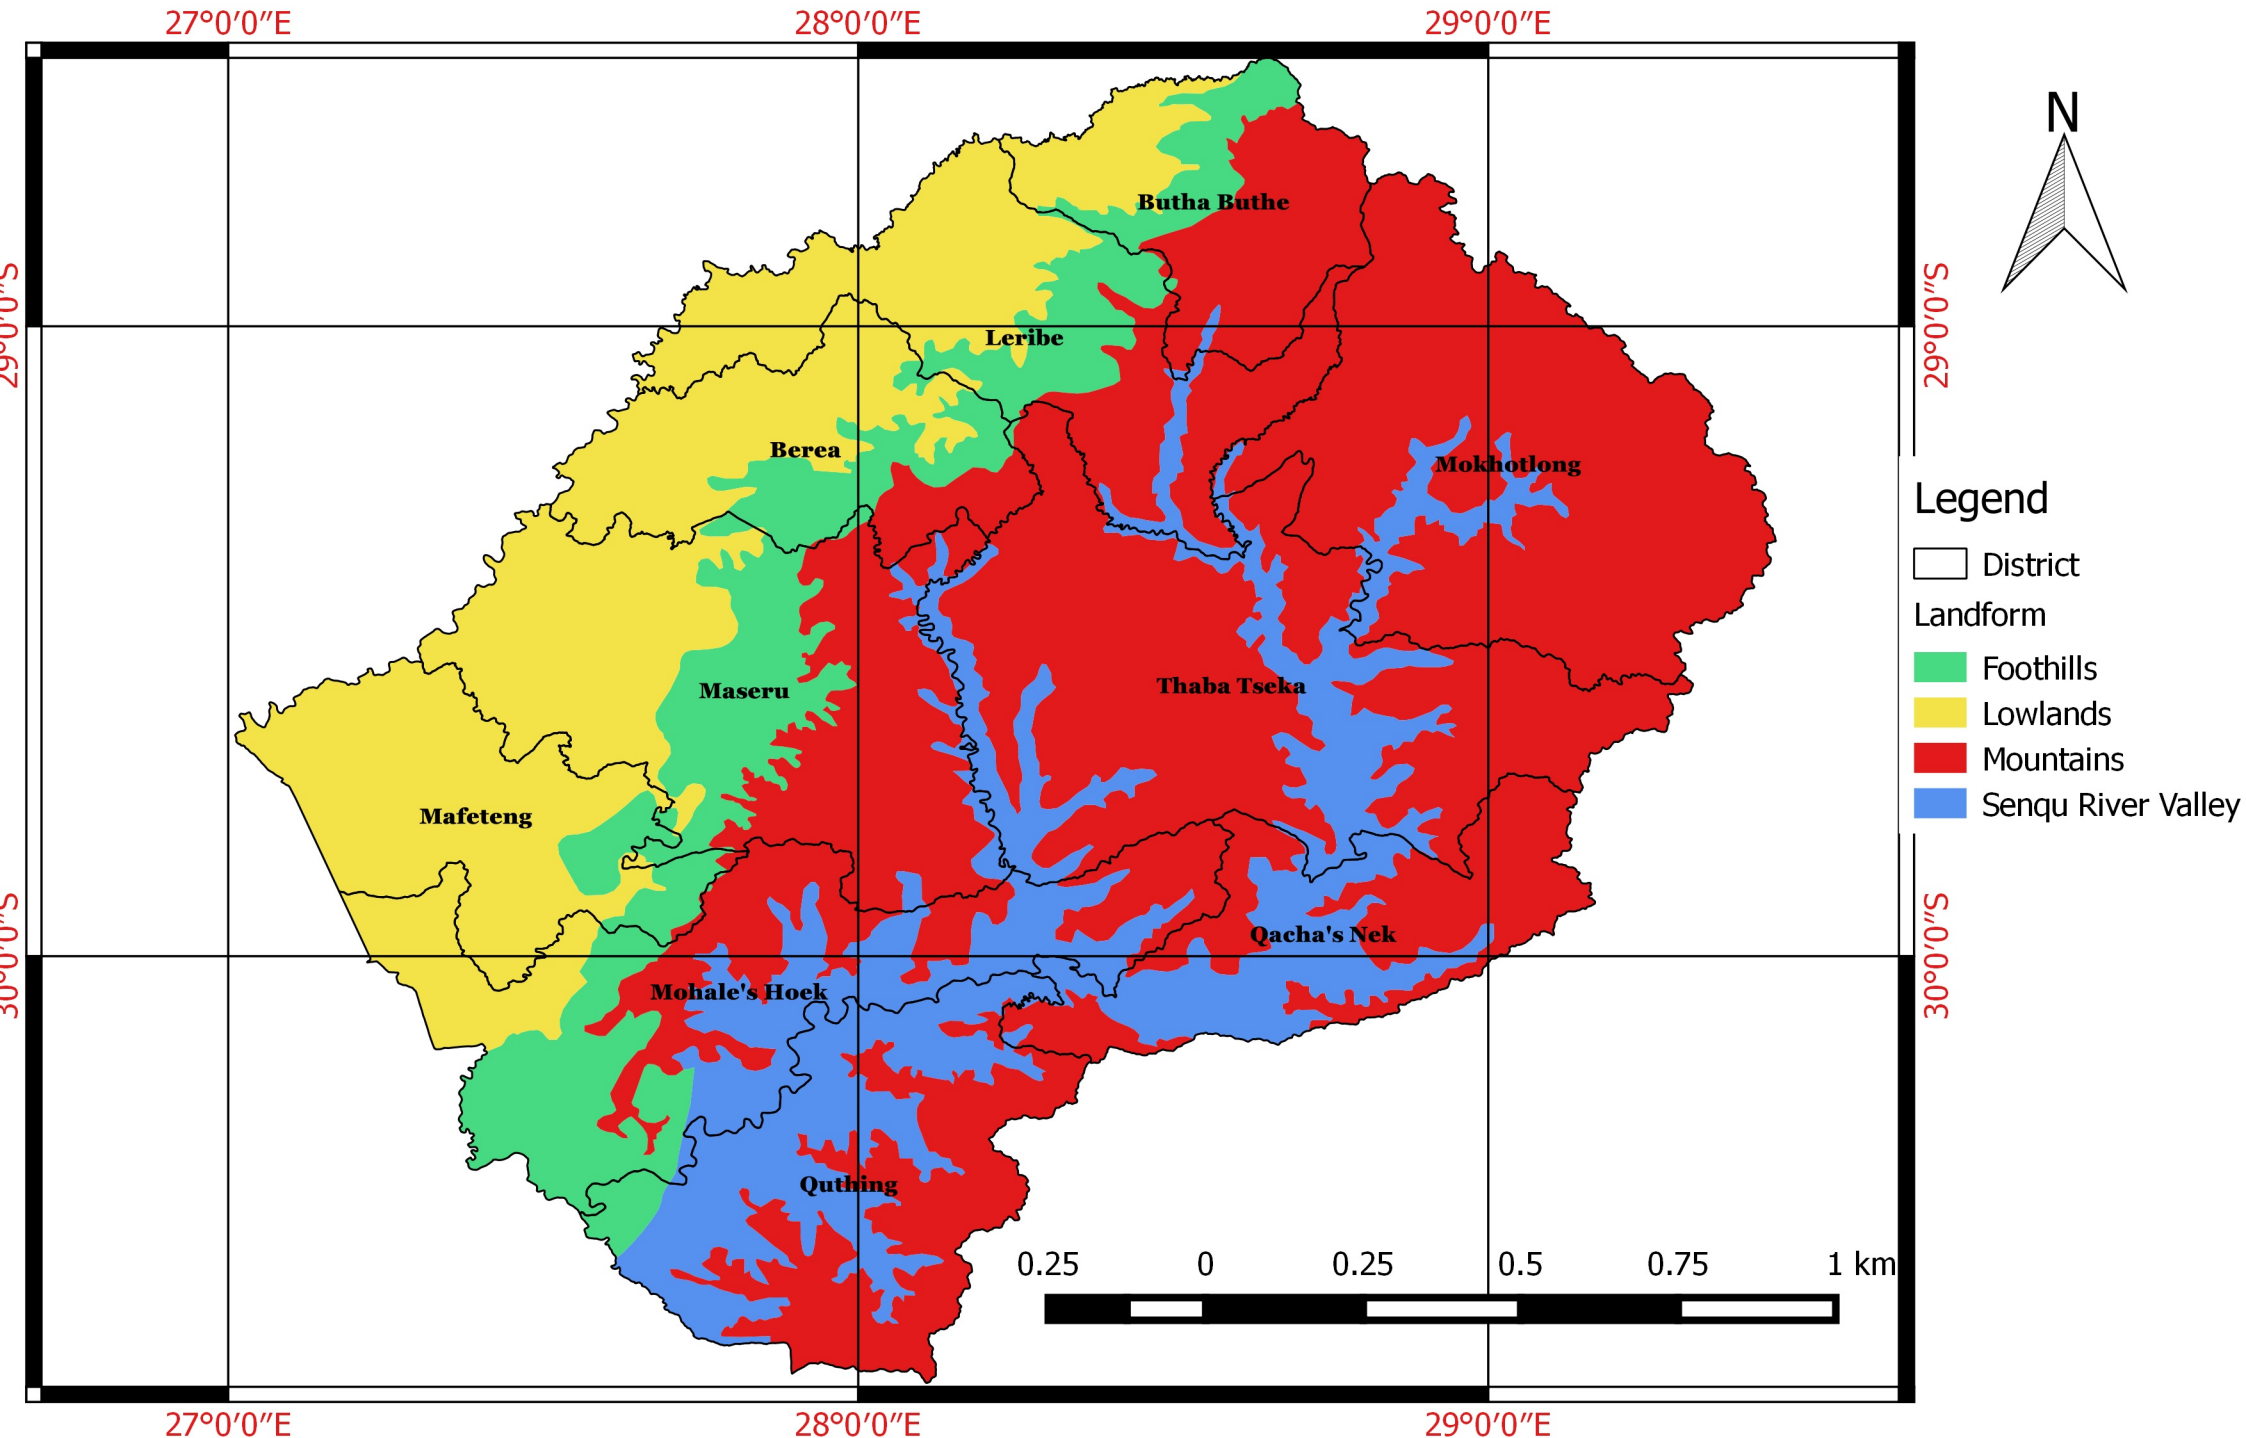 27°0′0″E 28°0′0″E 29°0′0″E
N
Butha Buthe
29°0′0″S 29°0′0″S
Leribe
Berea
Mokhotlong
Legend
District
Landform
Foothills
Lowlands
Mountains
Senqu River Valley
Maseru
Thaba Tseka
Mafeteng
Qacha's Nek
30°0′0″S 30°0′0″S
Mohale's Hoek
Quthing
0.25 0 0.25 0.5 0.75 1 km
27°0′0″E 28°0′0″E 29°0′0″E